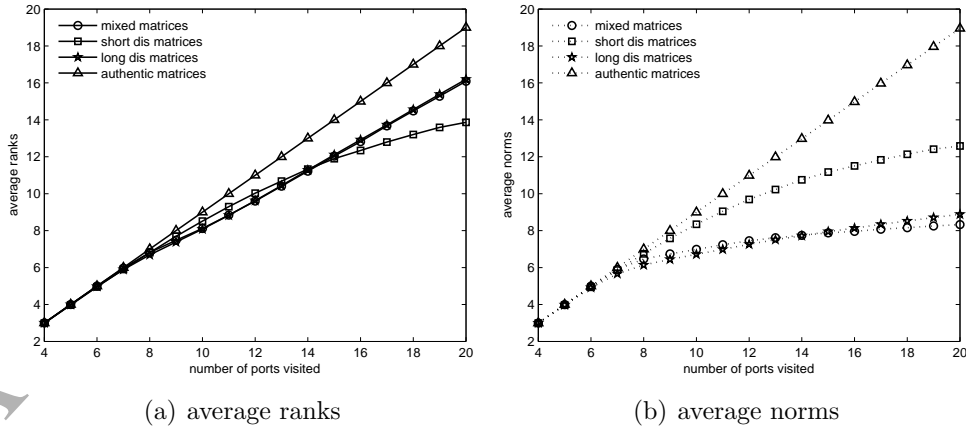 20
18
16
14
12
10
8
6
4
2
average ranks
mixed matrices
short dis matrices
long dis matrices
authentic matrices
4 6 8 10 12 14 16 18 20
number of ports visited
(a) average ranks
20
18
16
14
12
10
8
6
4
2
average norms
mixed matrices
short dis matrices
long dis matrices
authentic matrices
4 6 8 10 12 14 16 18 20
number of ports visited
(b) average norms